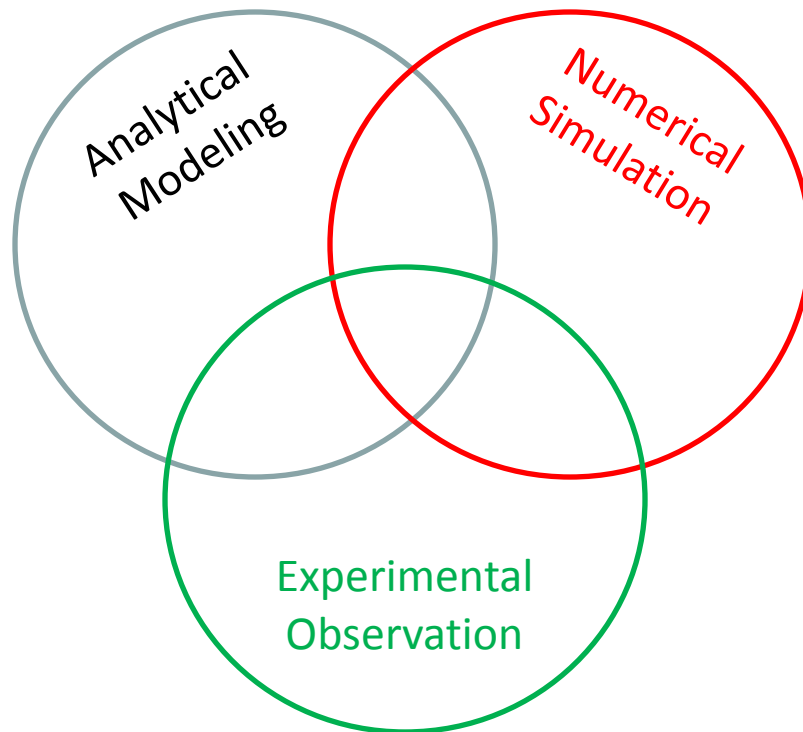 Analytical
Modeling
Numerical
Simulation
Experimental
Observation